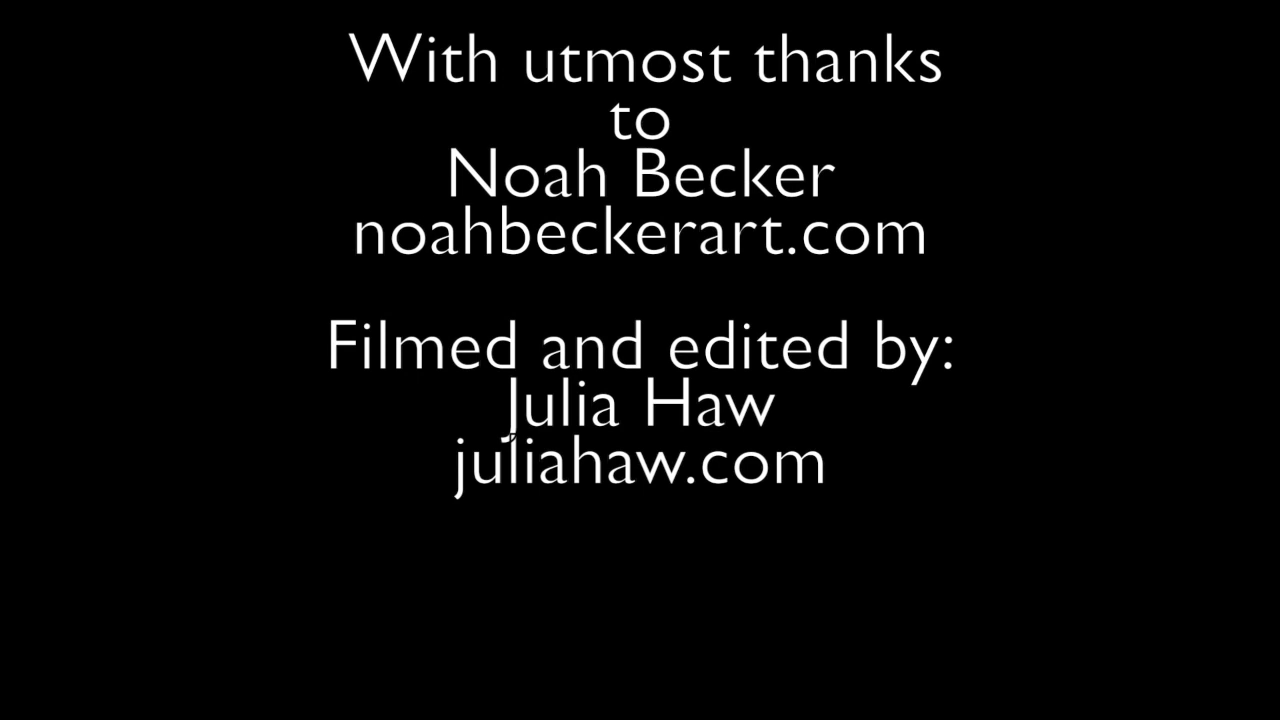 With utmost thanks
to
Noah Becker
noahbeckerart.com
Filmed and edited by:
Julia Haw
juliahaw.com